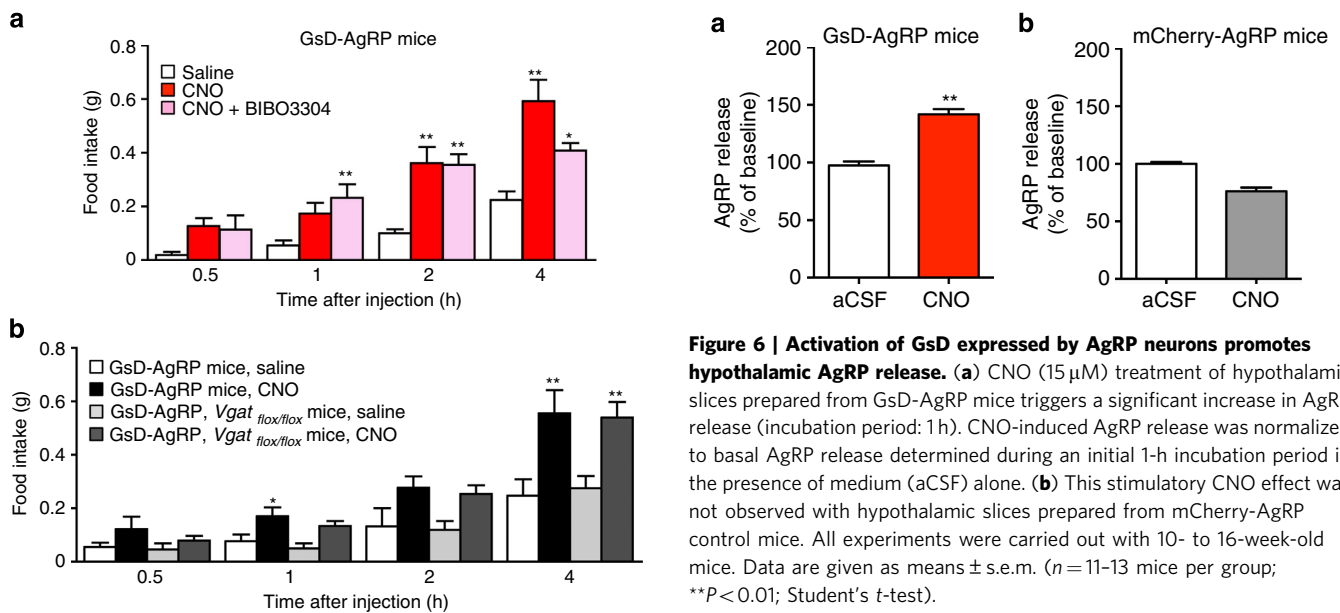 a
GsD-AgRP mice
0.8
0.6
0.4
0.2
0
Food intake (g)
Saline
CNO
CNO + BIBO3304
**
**
**
**
*
0.5 1 2 4
Time after injection (h)
b
0.8
0.6
0.4
0.2
0
Food intake (g)
GsD-AgRP mice, saline
GsD-AgRP mice, CNO
GsD-AgRP, Vgat flox/flox mice, saline
GsD-AgRP, Vgat flox/flox mice, CNO
*
**
**
0.5 1 2 4
Time after injection (h)
a
GsD-AgRP mice
200
150
100
50
0
AgRP release
(% of baseline)
**
aCSF CNO
b
mCherry-AgRP mice
200
150
100
50
0
AgRP release
(% of baseline)
aCSF CNO
Figure 6 | Activation of GsD expressed by AgRP neurons promotes
hypothalamic AgRP release. (a) CNO (15 μM) treatment of hypothalami
slices prepared from GsD-AgRP mice triggers a significant increase in AgR
release (incubation period: 1 h). CNO-induced AgRP release was normalize
to basal AgRP release determined during an initial 1-h incubation period i
the presence of medium (aCSF) alone. (b) This stimulatory CNO effect wa
not observed with hypothalamic slices prepared from mCherry-AgRP
control mice. All experiments were carried out with 10- to 16-week-old
mice. Data are given as means ± s.e.m. (n = 11–13 mice per group;
**P < 0.01; Student's t-test).